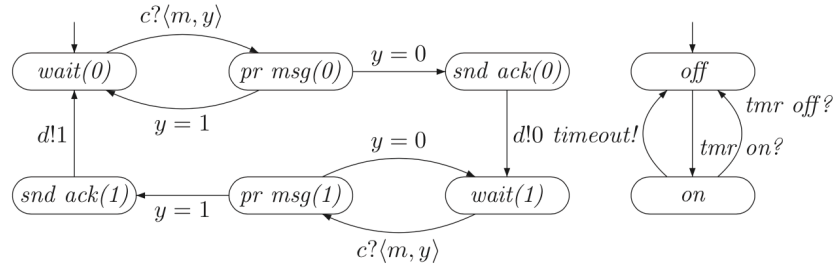 c?⟨m, y⟩
wait(0)
pr msg(0)
y = 0
snd ack(0)
off
y = 1
tmr off?
d!1
y = 0
d!0
timeout!
tmr on?
snd ack(1)
y = 1
pr msg(1)
wait(1)
on
c?⟨m, y⟩